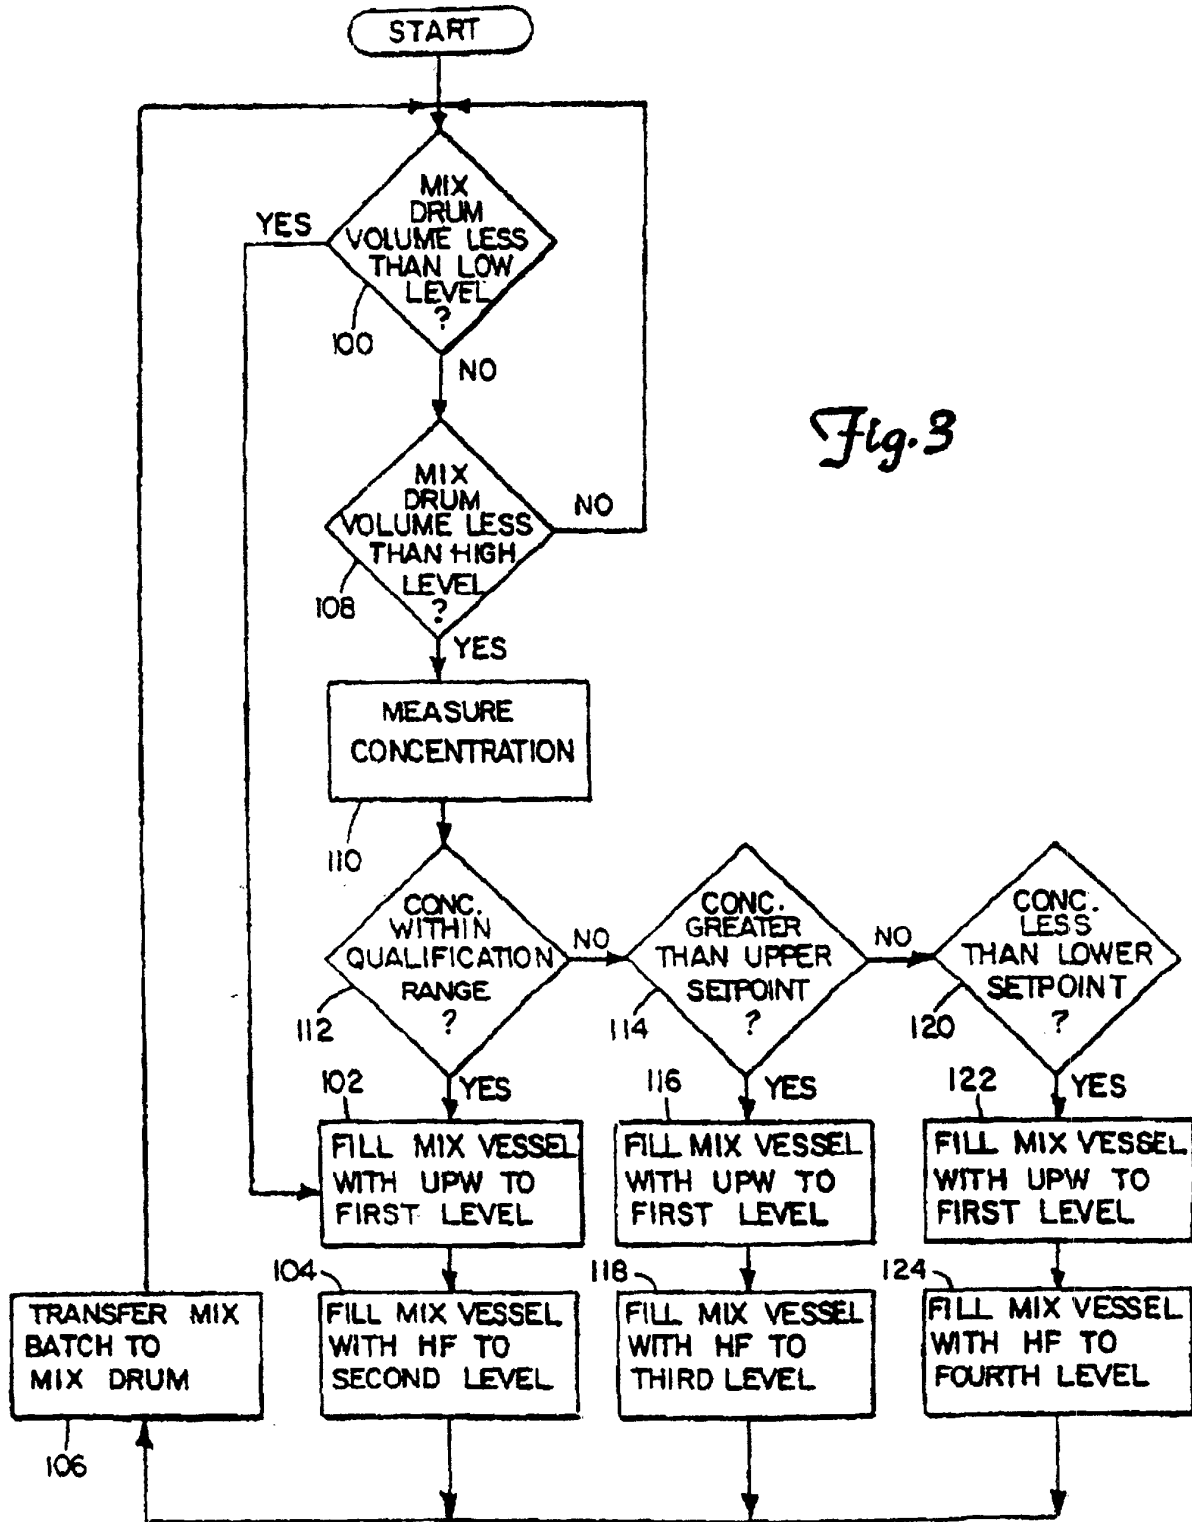 START
MIX
DRUM
VOLUME LESS
THAN LOW
LEVEL
?
YES
100
NO
Fig. 3
MIX
DRUM
VOLUME LESS
THAN HIGH
LEVEL
?
NO
108
YES
MEASURE
CONCENTRATION
110
CONC.
WITHIN
QUALIFICATION
RANGE
?
112
NO
CONC.
GREATER
THAN UPPER
SETPOINT
?
114
NO
CONC.
LESS
THAN LOWER
SETPOINT
?
120
YES
YES
YES
102
FILL MIX VESSEL
WITH UPW TO
FIRST LEVEL
116
FILL MIX VESSEL
WITH UPW TO
FIRST LEVEL
122
FILL MIX VESSEL
WITH UPW TO
FIRST LEVEL
TRANSFER MIX
BATCH TO
MIX DRUM
106
104
FILL MIX VESSEL
WITH HF TO
SECOND LEVEL
118
FILL MIX VESSEL
WITH HF TO
THIRD LEVEL
124
FILL MIX VESSEL
WITH HF TO
FOURTH LEVEL